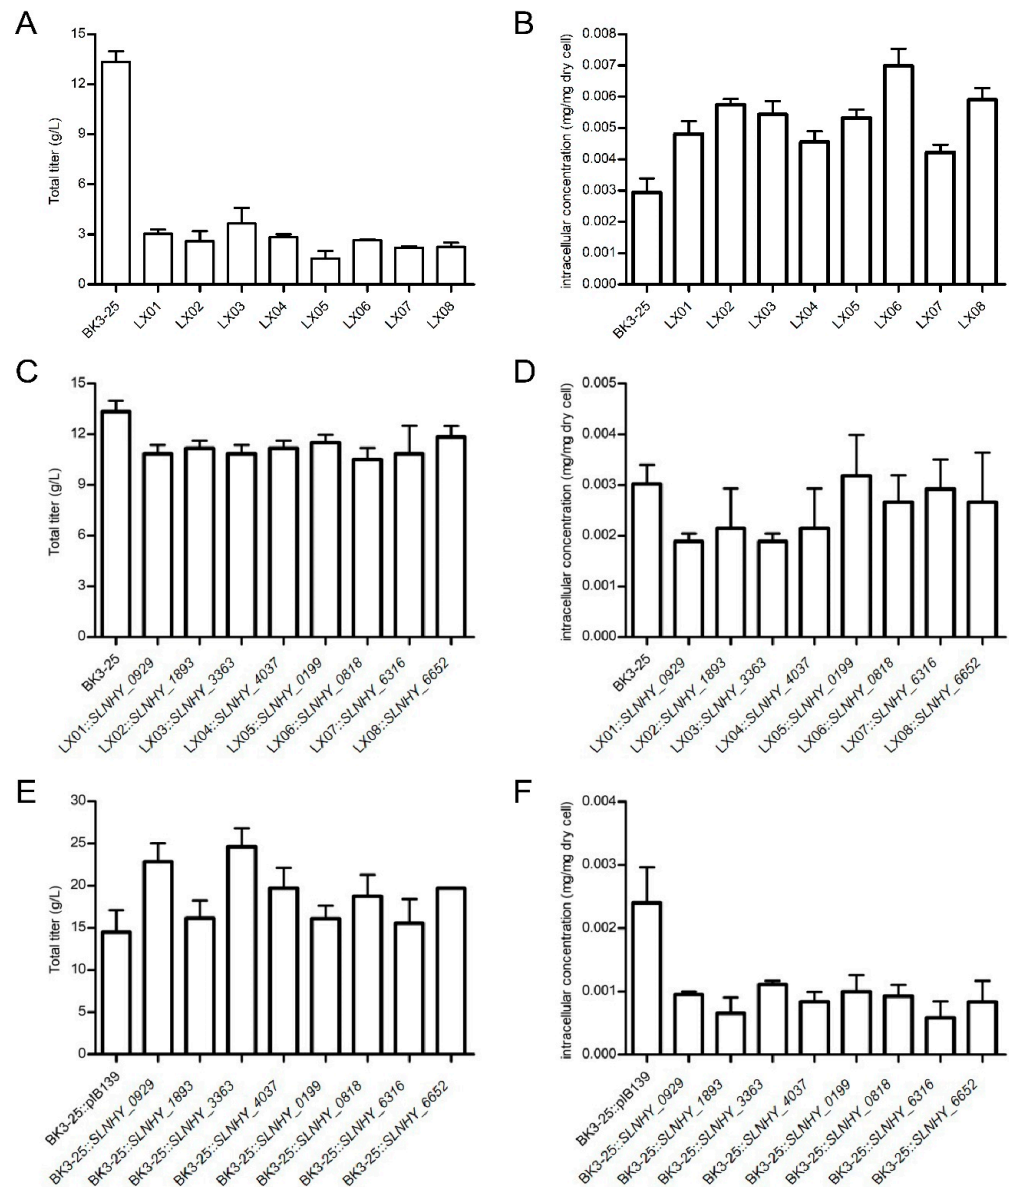 A
Total titer (g/L)
15
12
9
6
3
0
BK3-25
LX01
LX02
LX03
LX04
LX05
LX06
LX07
LX08
B
intracellular concentration (mg/mg dry cell)
0.008
0.007
0.006
0.005
0.004
0.003
0.002
0.001
0.000
BK3-25
LX01
LX02
LX03
LX04
LX05
LX06
LX07
LX08
C
Total titer (g/L)
15
12
9
6
3
0
BK3-25
LX01::SLNHY_0929
LX02::SLNHY_1893
LX03::SLNHY_3363
LX04::SLNHY_4037
LX05::SLNHY_0199
LX06::SLNHY_0818
LX07::SLNHY_6316
LX08::SLNHY_6652
D
intracellular concentration (mg/mg dry cell)
0.005
0.004
0.003
0.002
0.001
0.000
BK3-25
LX01::SLNHY_0929
LX02::SLNHY_1893
LX03::SLNHY_3363
LX04::SLNHY_4037
LX05::SLNHY_0199
LX06::SLNHY_0818
LX07::SLNHY_6316
LX08::SLNHY_6652
E
Total titer (g/L)
30
25
20
15
10
5
0
BK3-25::pIB139
BK3-25::SLNHY_0929
BK3-25::SLNHY_1893
BK3-25::SLNHY_3363
BK3-25::SLNHY_4037
BK3-25::SLNHY_0199
BK3-25::SLNHY_0818
BK3-25::SLNHY_6316
BK3-25::SLNHY_6652
F
intracellular concentration (mg/mg dry cell)
0.004
0.003
0.002
0.001
0.000
BK3-25::pIB139
BK3-25::SLNHY_0929
BK3-25::SLNHY_1893
BK3-25::SLNHY_3363
BK3-25::SLNHY_4037
BK3-25::SLNHY_0199
BK3-25::SLNHY_0818
BK3-25::SLNHY_6316
BK3-25::SLNHY_6652